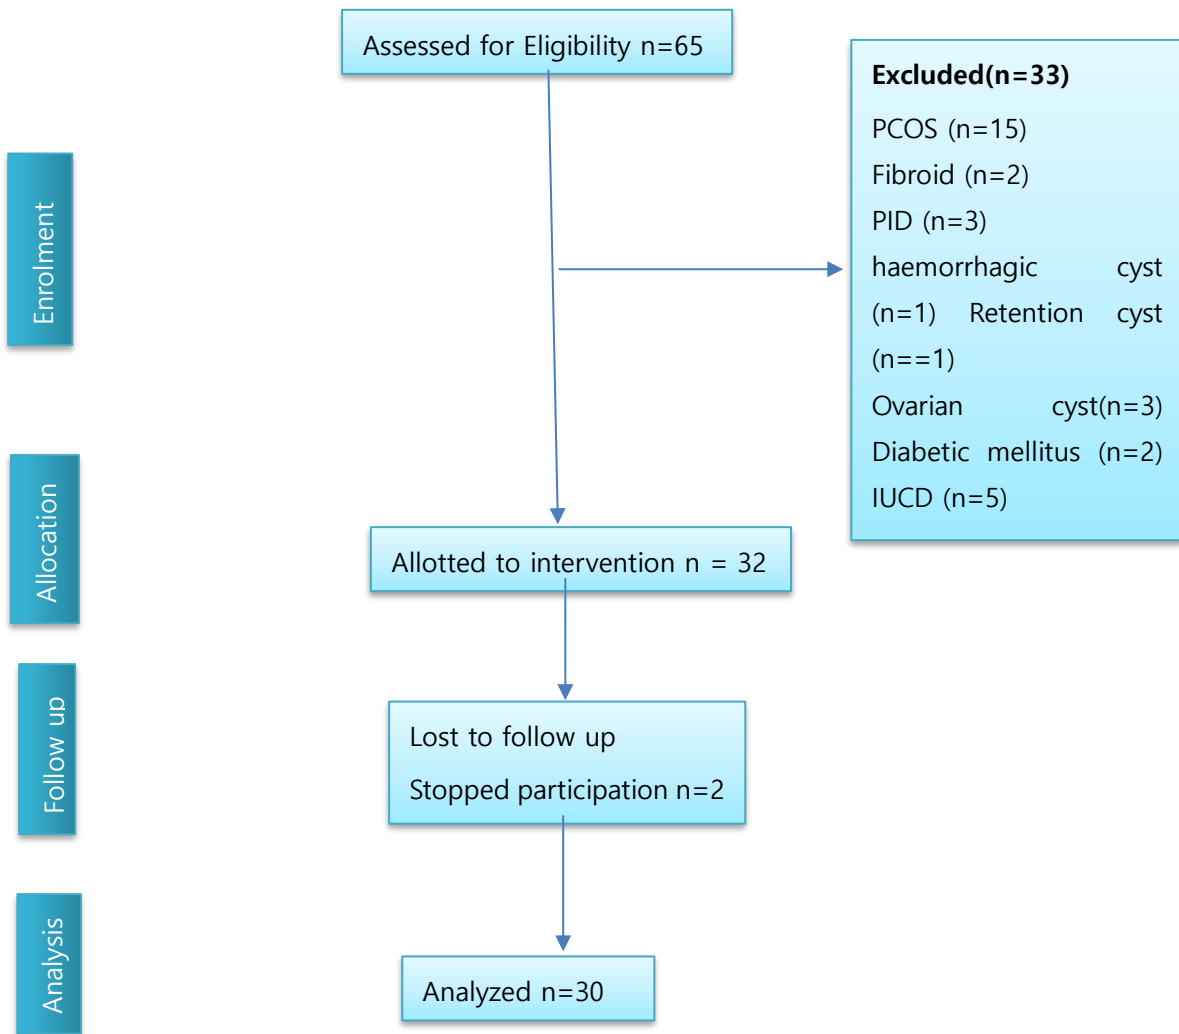 Assessed for Eligibility n=65
Excluded(n=33)
PCOS (n=15)
Fibroid (n=2)
PID (n=3)
haemorrhagic cyst
(n=1) Retention cyst
(n==1)
Ovarian cyst(n=3)
Diabetic mellitus (n=2)
IUCD (n=5)
Enrolment
Allocation
Allotted to intervention n = 32
Follow up
Lost to follow up
Stopped participation n=2
Analysis
Analyzed n=30